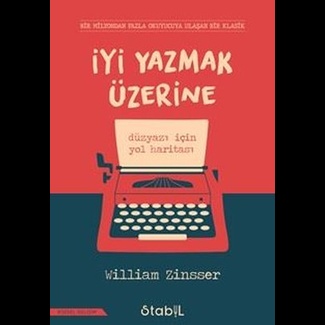 BİR MİLYONDAN FAZLA OKUYUCUYA ULAŞAN BİR KLASİK
İYİ YAZMAK
ÜZERİNE
düzyazı için
yol haritası
William Zinsser
StabiL